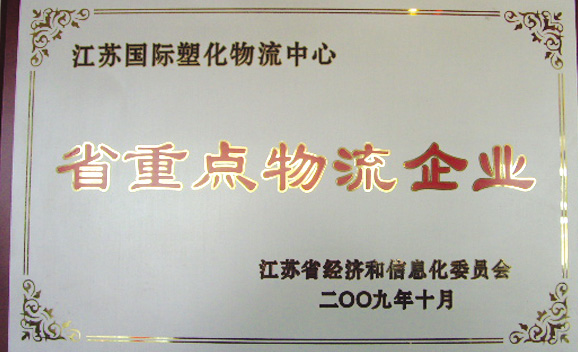 江苏国际塑化物流中心
省重点物流企业
江苏省经济和信息化委员会
二〇〇九年十月